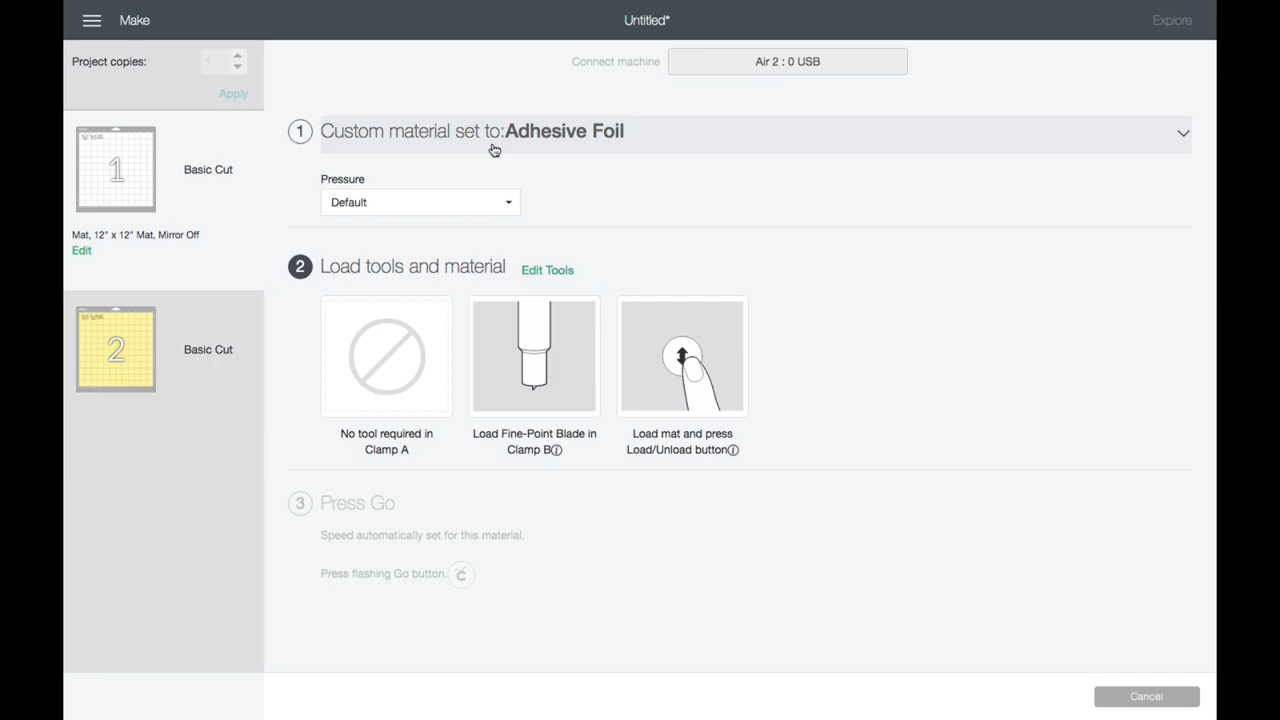 Make
Untitled*
Explore
Project copies:
1
Apply
Connect machine
Air 2 : 0 USB
1
Basic Cut
Mat, 12" x 12" Mat, Mirror Off
Edit
2
Basic Cut
1 Custom material set to:Adhesive Foil
Pressure
Default
2 Load tools and material Edit Tools
No tool required in
Clamp A
Load Fine-Point Blade in
Clamp B
Load mat and press
Load/Unload button
3 Press Go
Speed automatically set for this material.
Press flashing Go button.
Cancel